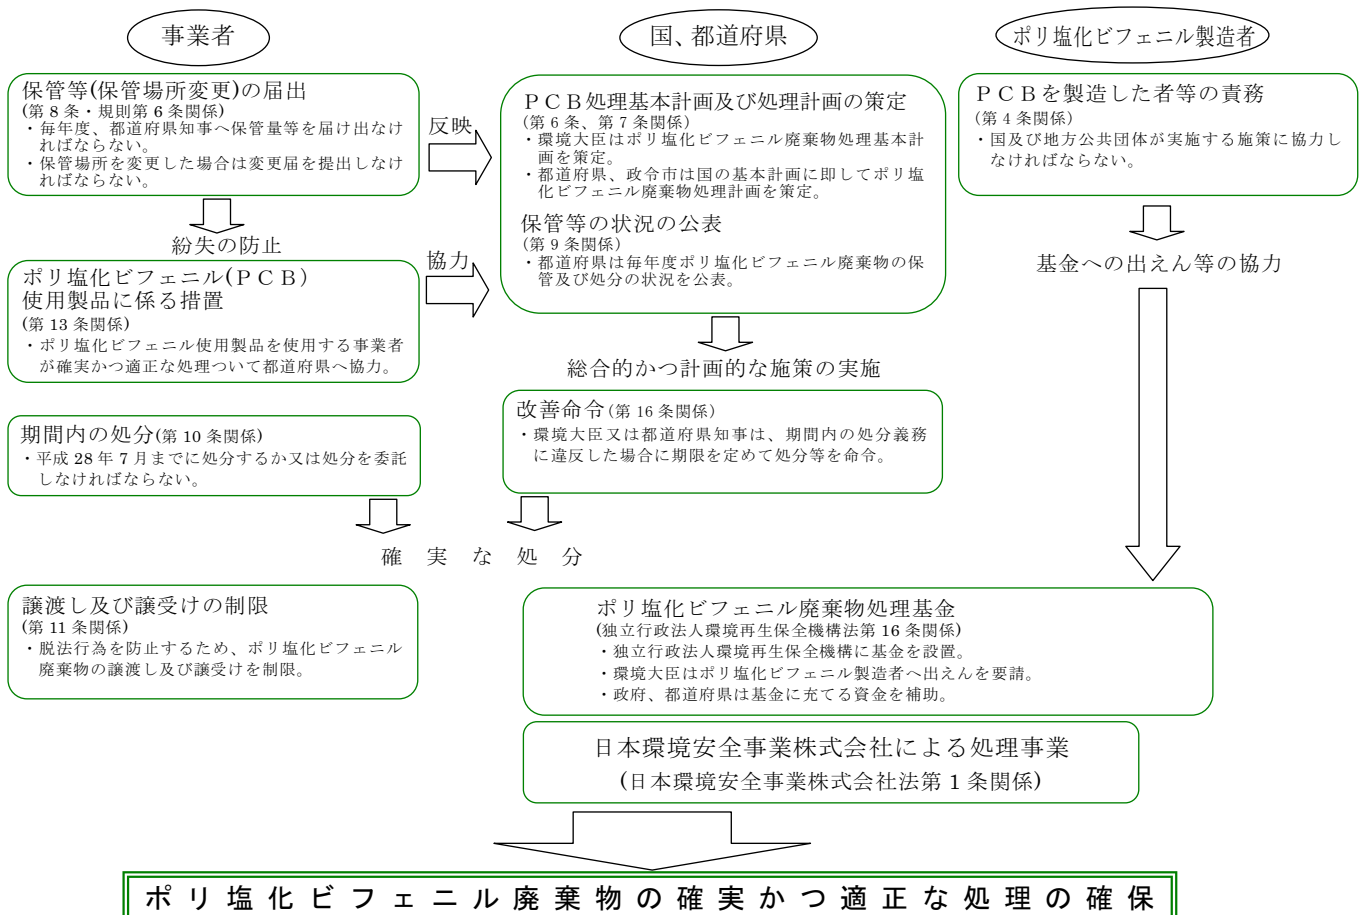 事業者
国、都道府県
ポリ塩化ビフェニル製造者
保管等(保管場所変更)の届出
(第8条・規則第6条関係)
・毎年度、都道府県知事へ保管量等を届け出なけ
ればならない。
・保管場所を変更した場合は変更届を提出しなけ
ればならない。
反映
紛失の防止
ポリ塩化ビフェニル(PCB)
使用製品に係る措置
(第13条関係)
・ポリ塩化ビフェニル使用製品を使用する事業者
が確実かつ適正な処理ついて都道府県へ協力。
協力
期間内の処分(第10条関係)
・平成28年7月までに処分するか又は処分を委託
しなければならない。
PCB処理基本計画及び処理計画の策定
(第6条、第7条関係)
・環境大臣はポリ塩化ビフェニル廃棄物処理基本計
画を策定。
・都道府県、政令市は国の基本計画に即してポリ塩
化ビフェニル廃棄物処理計画を策定。
保管等の状況の公表
(第9条関係)
・都道府県は毎年度ポリ塩化ビフェニル廃棄物の保
管及び処分の状況を公表。
総合的かつ計画的な施策の実施
改善命令(第16条関係)
・環境大臣又は都道府県知事は、期間内の処分義務
に違反した場合に期限を定めて処分等を命令。
PCBを製造した者等の責務
(第4条関係)
・国及び地方公共団体が実施する施策に協力し
なければならない。
基金への出えん等の協力
確実な処分
譲渡し及び譲受けの制限
(第11条関係)
・脱法行為を防止するため、ポリ塩化ビフェニル
廃棄物の譲渡し及び譲受けを制限。
ポリ塩化ビフェニル廃棄物処理基金
(独立行政法人環境再生保全機構法第16条関係)
・独立行政法人環境再生保全機構に基金を設置。
・環境大臣はポリ塩化ビフェニル製造者へ出えんを要請。
・政府、都道府県は基金に充てる資金を補助。
日本環境安全事業株式会社による処理事業
(日本環境安全事業株式会社法第1条関係)
ポリ塩化ビフェニル廃棄物の確実かつ適正な処理の確保